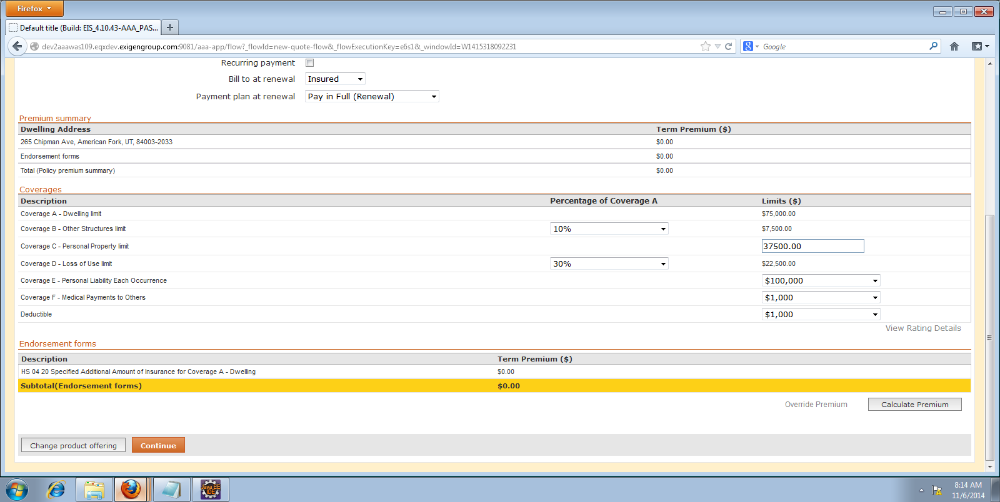 Firefox
Default title (Build: EIS_4.10.43-AAA_PAS...
dev2aaawas109.eqxdev.exigengroup.com:9081/aaa-app/flow?_flowId=new-quote-flow&_flowExecutionKey=e6s1&_windowId=W1415318092231
Google
Recurring payment
Bill to at renewal Insured
Payment plan at renewal Pay in Full (Renewal)
Premium summary
Dwelling Address Term Premium ($)
265 Chipman Ave, American Fork, UT, 84003-2033 $0.00
Endorsement forms $0.00
Total (Policy premium summary) $0.00
Coverages
Description Percentage of Coverage A Limits ($)
Coverage A - Dwelling limit $75,000.00
Coverage B - Other Structures limit 10% $7,500.00
Coverage C - Personal Property limit 37500.00
Coverage D - Loss of Use limit 30% $22,500.00
Coverage E - Personal Liability Each Occurrence $100,000
Coverage F - Medical Payments to Others $1,000
Deductible $1,000
View Rating Details
Endorsement forms
Description Term Premium ($)
HS 04 20 Specified Additional Amount of Insurance for Coverage A - Dwelling $0.00
Subtotal(Endorsement forms) $0.00
Override Premium Calculate Premium
Change product offering Continue
Java EE
IDE
8:14 AM
11/6/2014